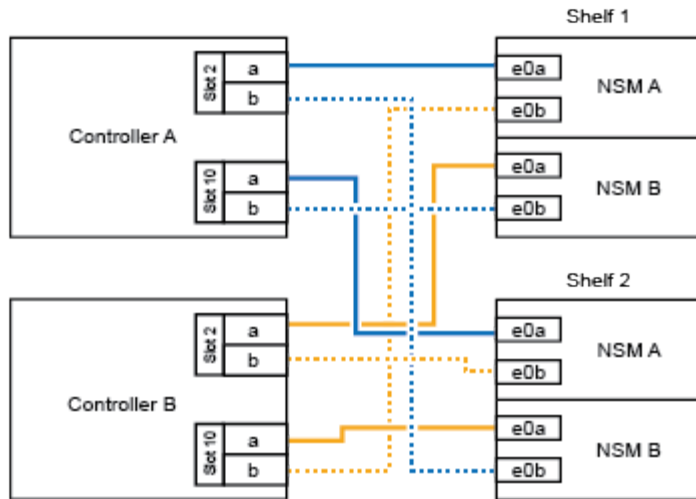 Shelf 1
Controller A
Slot 2
a
b
Slot 10
a
b
e0a
e0b
NSM A
e0a
e0b
NSM B
Shelf 2
Controller B
Slot 2
a
b
Slot 10
a
b
e0a
e0b
NSM A
e0a
e0b
NSM B